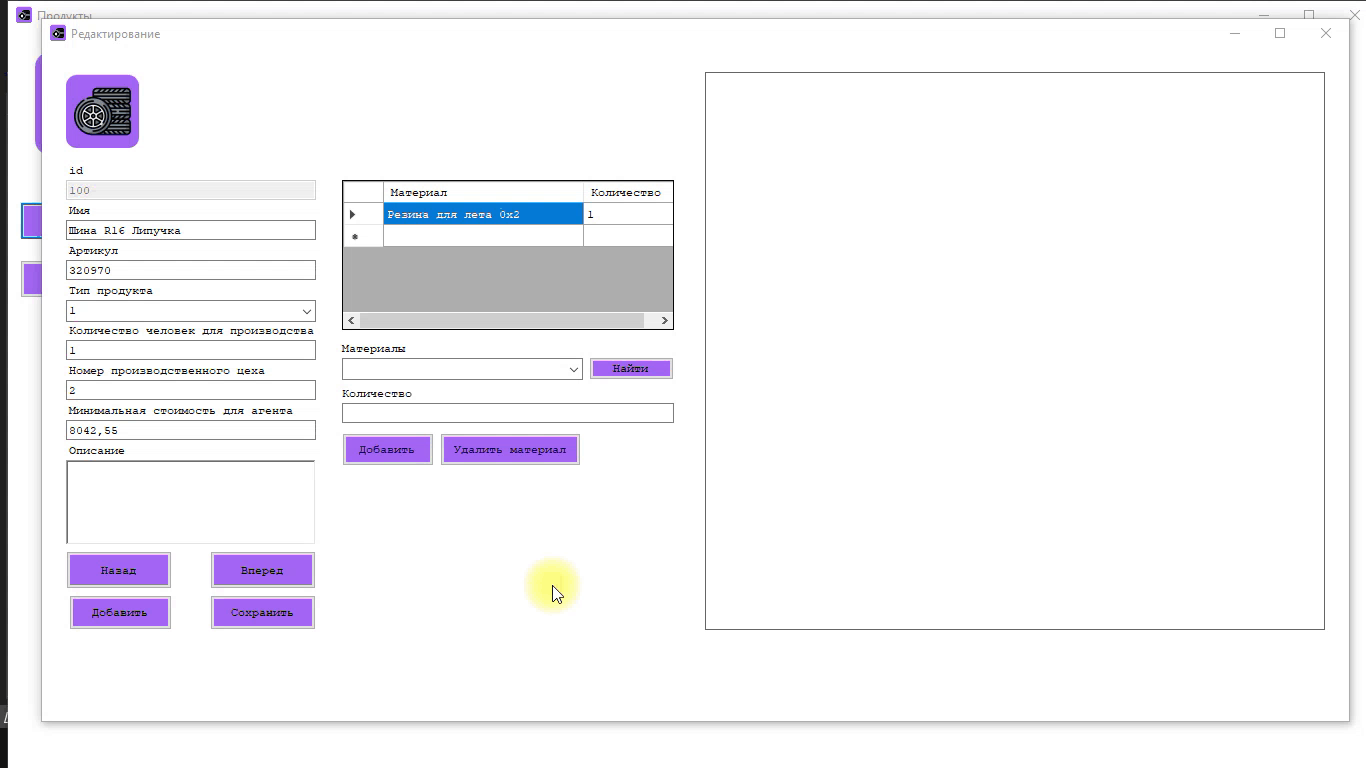 Продукты
Редактирование
id
100
Имя
Шина R16 Липучка
Артикул
320970
Тип продукта
1
Количество человек для производства
1
Номер производственного цеха
2
Минимальная стоимость для агента
8042,55
Описание
Назад
Вперед
Добавить
Сохранить
Материал Количество
Резина для лета 0x2 1
Материалы
Найти
Количество
Добавить
Удалить материал